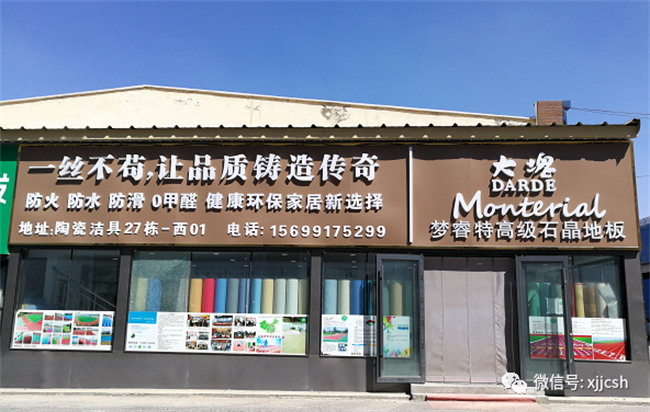 一丝不苟,让品质铸造传奇
防火 防水 防滑 0甲醛 健康环保家居新选择
地址:陶瓷洁具27栋-西01 电话:15699175299
大嘿
DARDE
Monterial
梦睿特高级石晶地板
微信号: xjjcsh